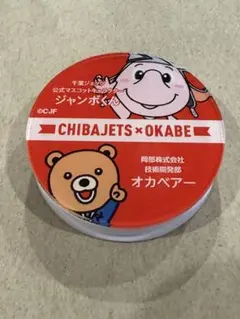 千葉ジェッツ
公式マスコットキャラクター
ジャンボくん
©CJF
CHIBAJETS × OKABE
岡部株式会社
技術開発部
オカベアー